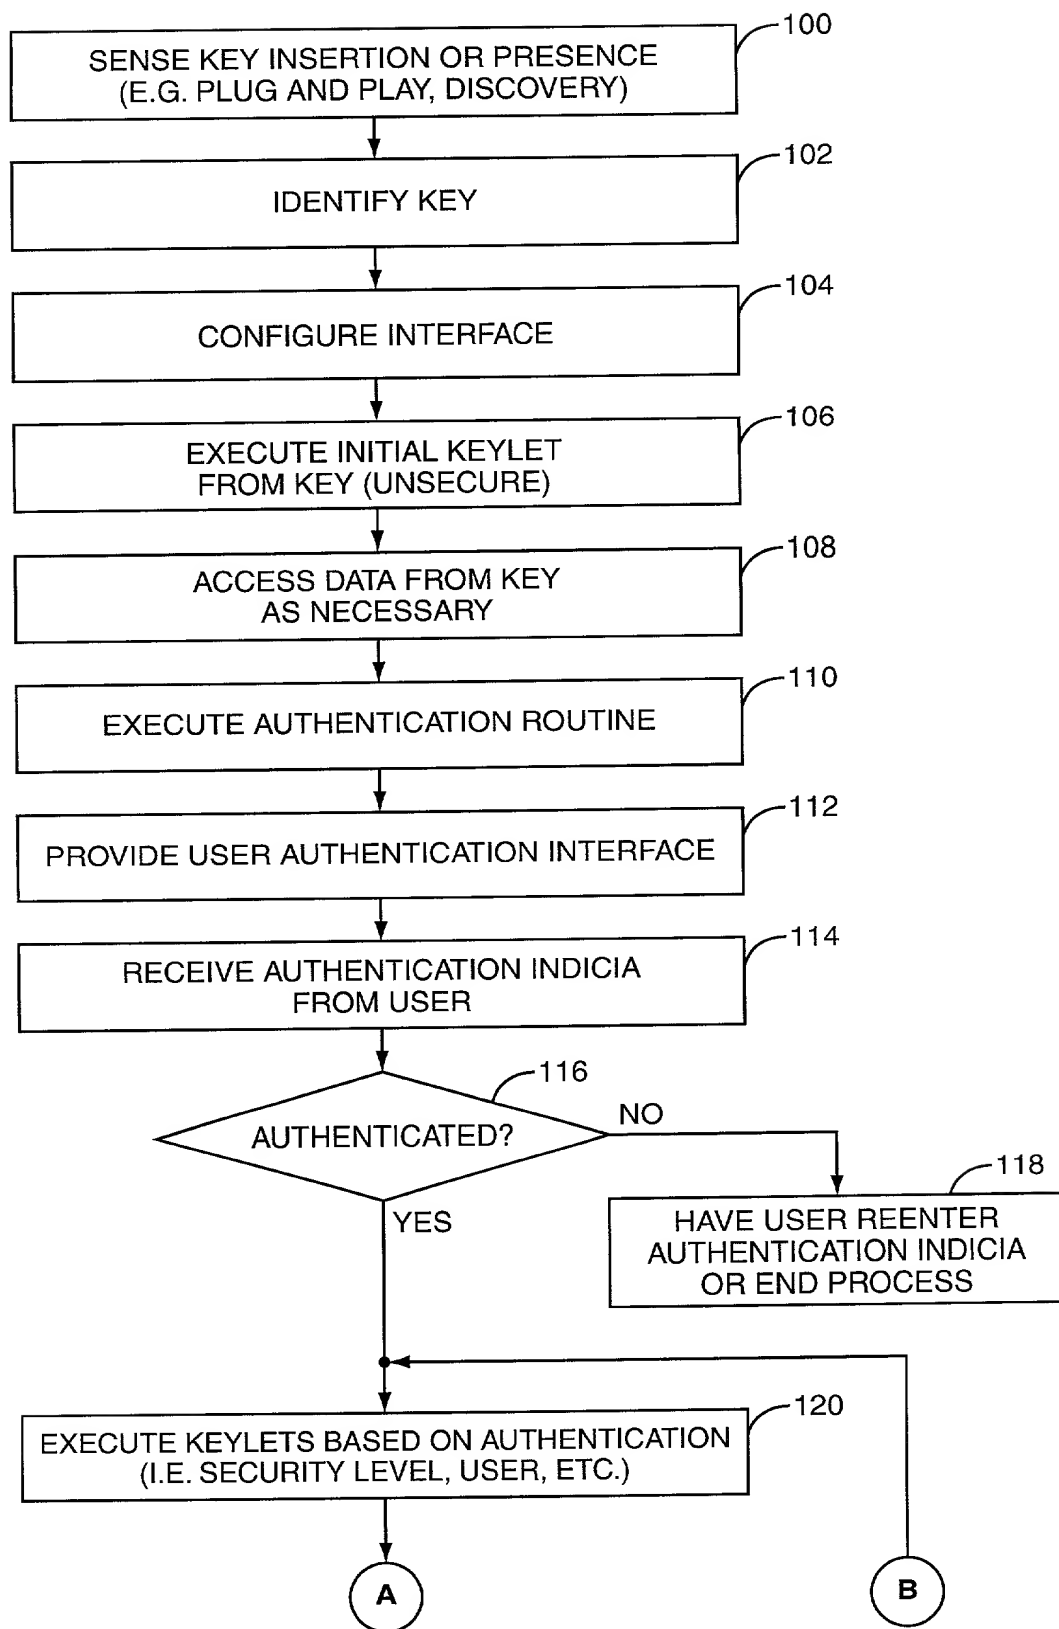 100
SENSE KEY INSERTION OR PRESENCE
(E.G. PLUG AND PLAY, DISCOVERY)
102
IDENTIFY KEY
104
CONFIGURE INTERFACE
106
EXECUTE INITIAL KEYLET
FROM KEY (UNSECURE)
108
ACCESS DATA FROM KEY
AS NECESSARY
110
EXECUTE AUTHENTICATION ROUTINE
112
PROVIDE USER AUTHENTICATION INTERFACE
114
RECEIVE AUTHENTICATION INDICIA
FROM USER
116
AUTHENTICATED?
NO
118
HAVE USER REENTER
AUTHENTICATION INDICIA
OR END PROCESS
YES
120
EXECUTE KEYLETS BASED ON AUTHENTICATION
(I.E. SECURITY LEVEL, USER, ETC.)
A
B